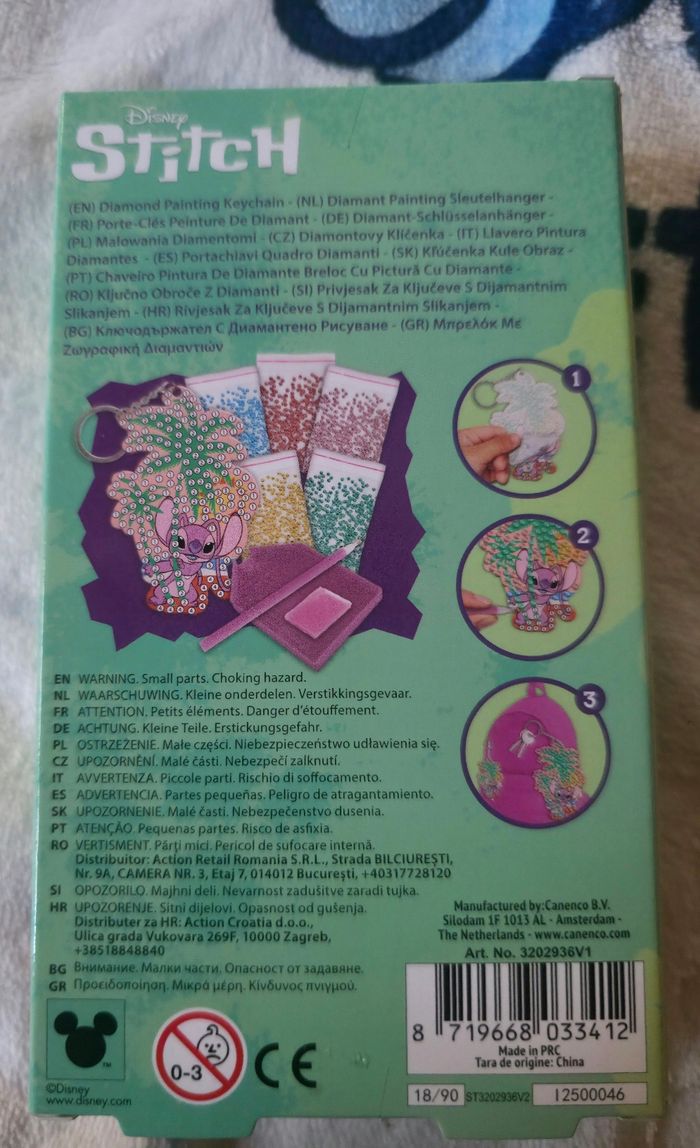 Disney
Stitch
(EN) Diamond Painting Keychain - (NL) Diamant Painting Sleutelhanger -
(FR) Porte-Clés Peinture De Diamant - (DE) Diamant-Schlüsselanhänger -
(PL) Malowania Diamentomi - (CZ) Diamontovy Klíčenka - (IT) Llavero Pintura
Diamantes - (ES) Portachiavi Quadro Diamanti - (SK) Kľúčenka Kule Obraz -
(PT) Chaveiro Pintura De Diamante Breloc Cu Pictură Cu Diamante -
(RO) Ključno Obroče Z Diamanti - (SI) Privjesak Za Ključeve S Dijamantnim
Slikanjem - (HR) Rivjesak Za Ključeve S Dijamantnim Slikanjem -
(BG) Ключодържател С Диамантено Рисуване - (GR) Μπρελόκ Με
Ζωγραφική Διαμαντιών
1
2
3
EN WARNING. Small parts. Choking hazard.
NL WAARSCHUWING. Kleine onderdelen. Verstikkingsgevaar.
FR ATTENTION. Petits éléments. Danger d'étouffement.
DE ACHTUNG. Kleine Teile. Erstickungsgefahr.
PL OSTRZEŻENIE. Małe części. Niebezpieczeństwo udławienia się.
CZ UPOZORNĚNÍ. Malé části. Nebezpečí zalknutí.
IT AVVERTENZA. Piccole parti. Rischio di soffocamento.
ES ADVERTENCIA. Partes pequeñas. Peligro de atragantamiento.
SK UPOZORNENIE. Malé časti. Nebezpečenstvo dusenia.
PT ATENÇÃO. Pequenas partes. Risco de asfixia.
RO VERTISMENT. Părți mici. Pericol de sufocare internă.
Distribuitor: Action Retail Romania S.R.L., Strada BILCIUREȘTI,
Nr. 9A, CAMERA NR. 3, Etaj 7, 014012 București, +40317728120
SI OPOZORILO. Majhni deli. Nevarnost zadušitve zaradi tujka.
HR UPOZORENJE. Sitni dijelovi. Opasnost od gušenja.
Distributer za HR: Action Croatia d.o.o.,
Ulica grada Vukovara 269F, 10000 Zagreb,
+38518848840
BG Внимание. Малки части. Опасност от задавяне.
GR Προειδοποίηση. Μικρά μέρη. Κίνδυνος πνιγμού.
Manufactured by: Canenco B.V.
Silodam 1F 1013 AL - Amsterdam -
The Netherlands - www.canenco.com
Art. No. 3202936V1
8 719668 033412
Made in PRC
Tara de origine: China
18/90 ST3202936V2 12500046
TM
©Disney
www.disney.com
0-3
CE